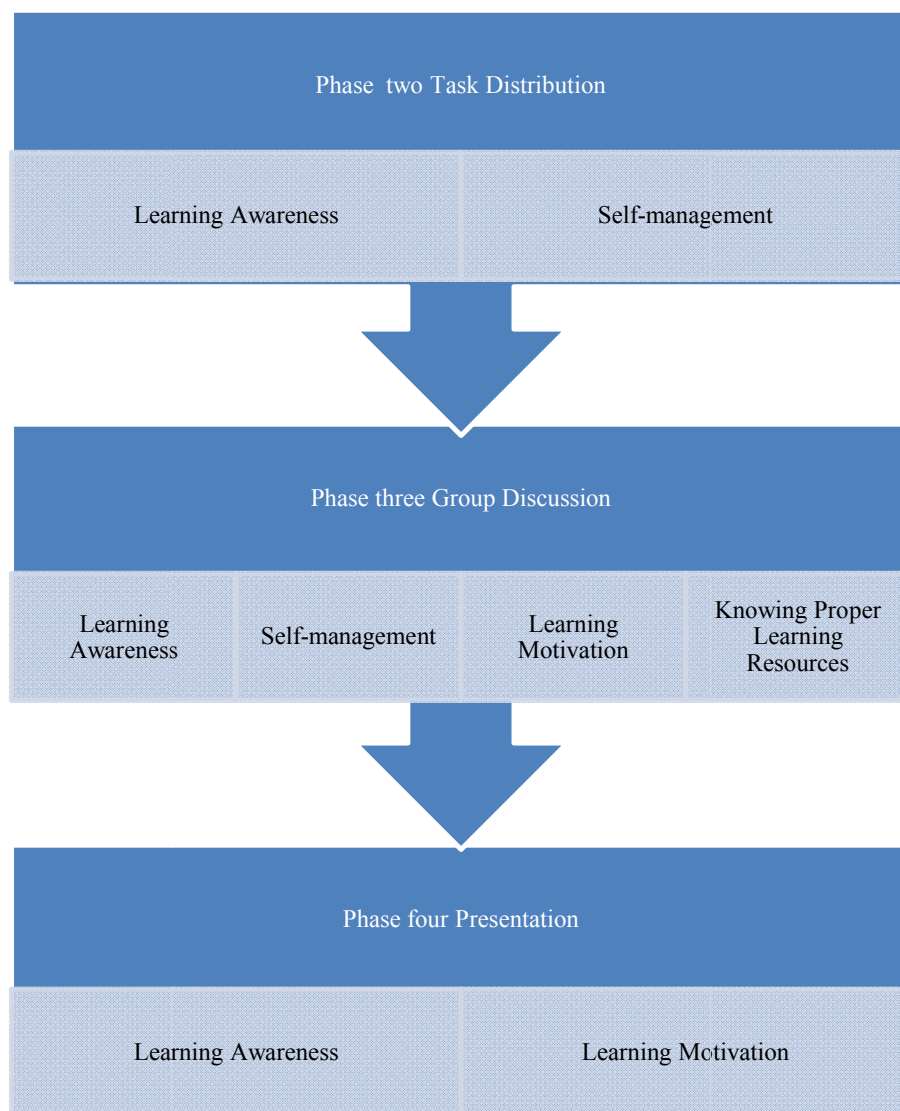 Phase two Task Distribution
Learning Awareness
Self-management
Phase three Group Discussion
Learning
Awareness
Self-management
Learning
Motivation
Knowing Proper
Learning
Resources
Phase four Presentation
Learning Awareness
Learning Motivation